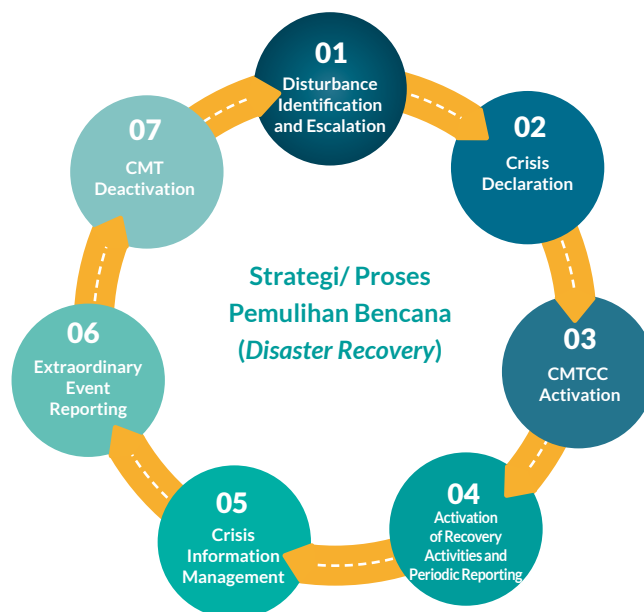 01
Disturbance
Identification
and Escalation
02
Crisis
Declaration
03
CMTCC
Activation
04
Activation
of Recovery
Activities and
Periodic Reporting
05
Crisis
Information
Management
06
Extraordinary
Event
Reporting
07
CMT
Deactivation
Strategi/ Proses
Pemulihan Bencana
(Disaster Recovery)